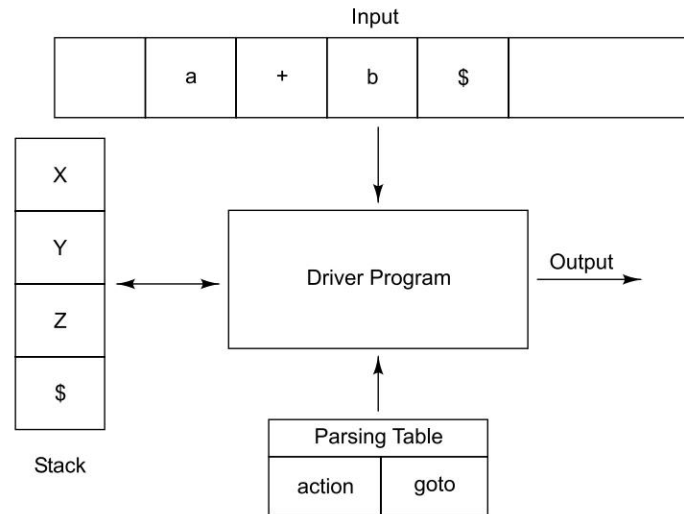 Input
a + b $
X
Y
Z
$
Stack
Driver Program
Output
Parsing Table
action goto